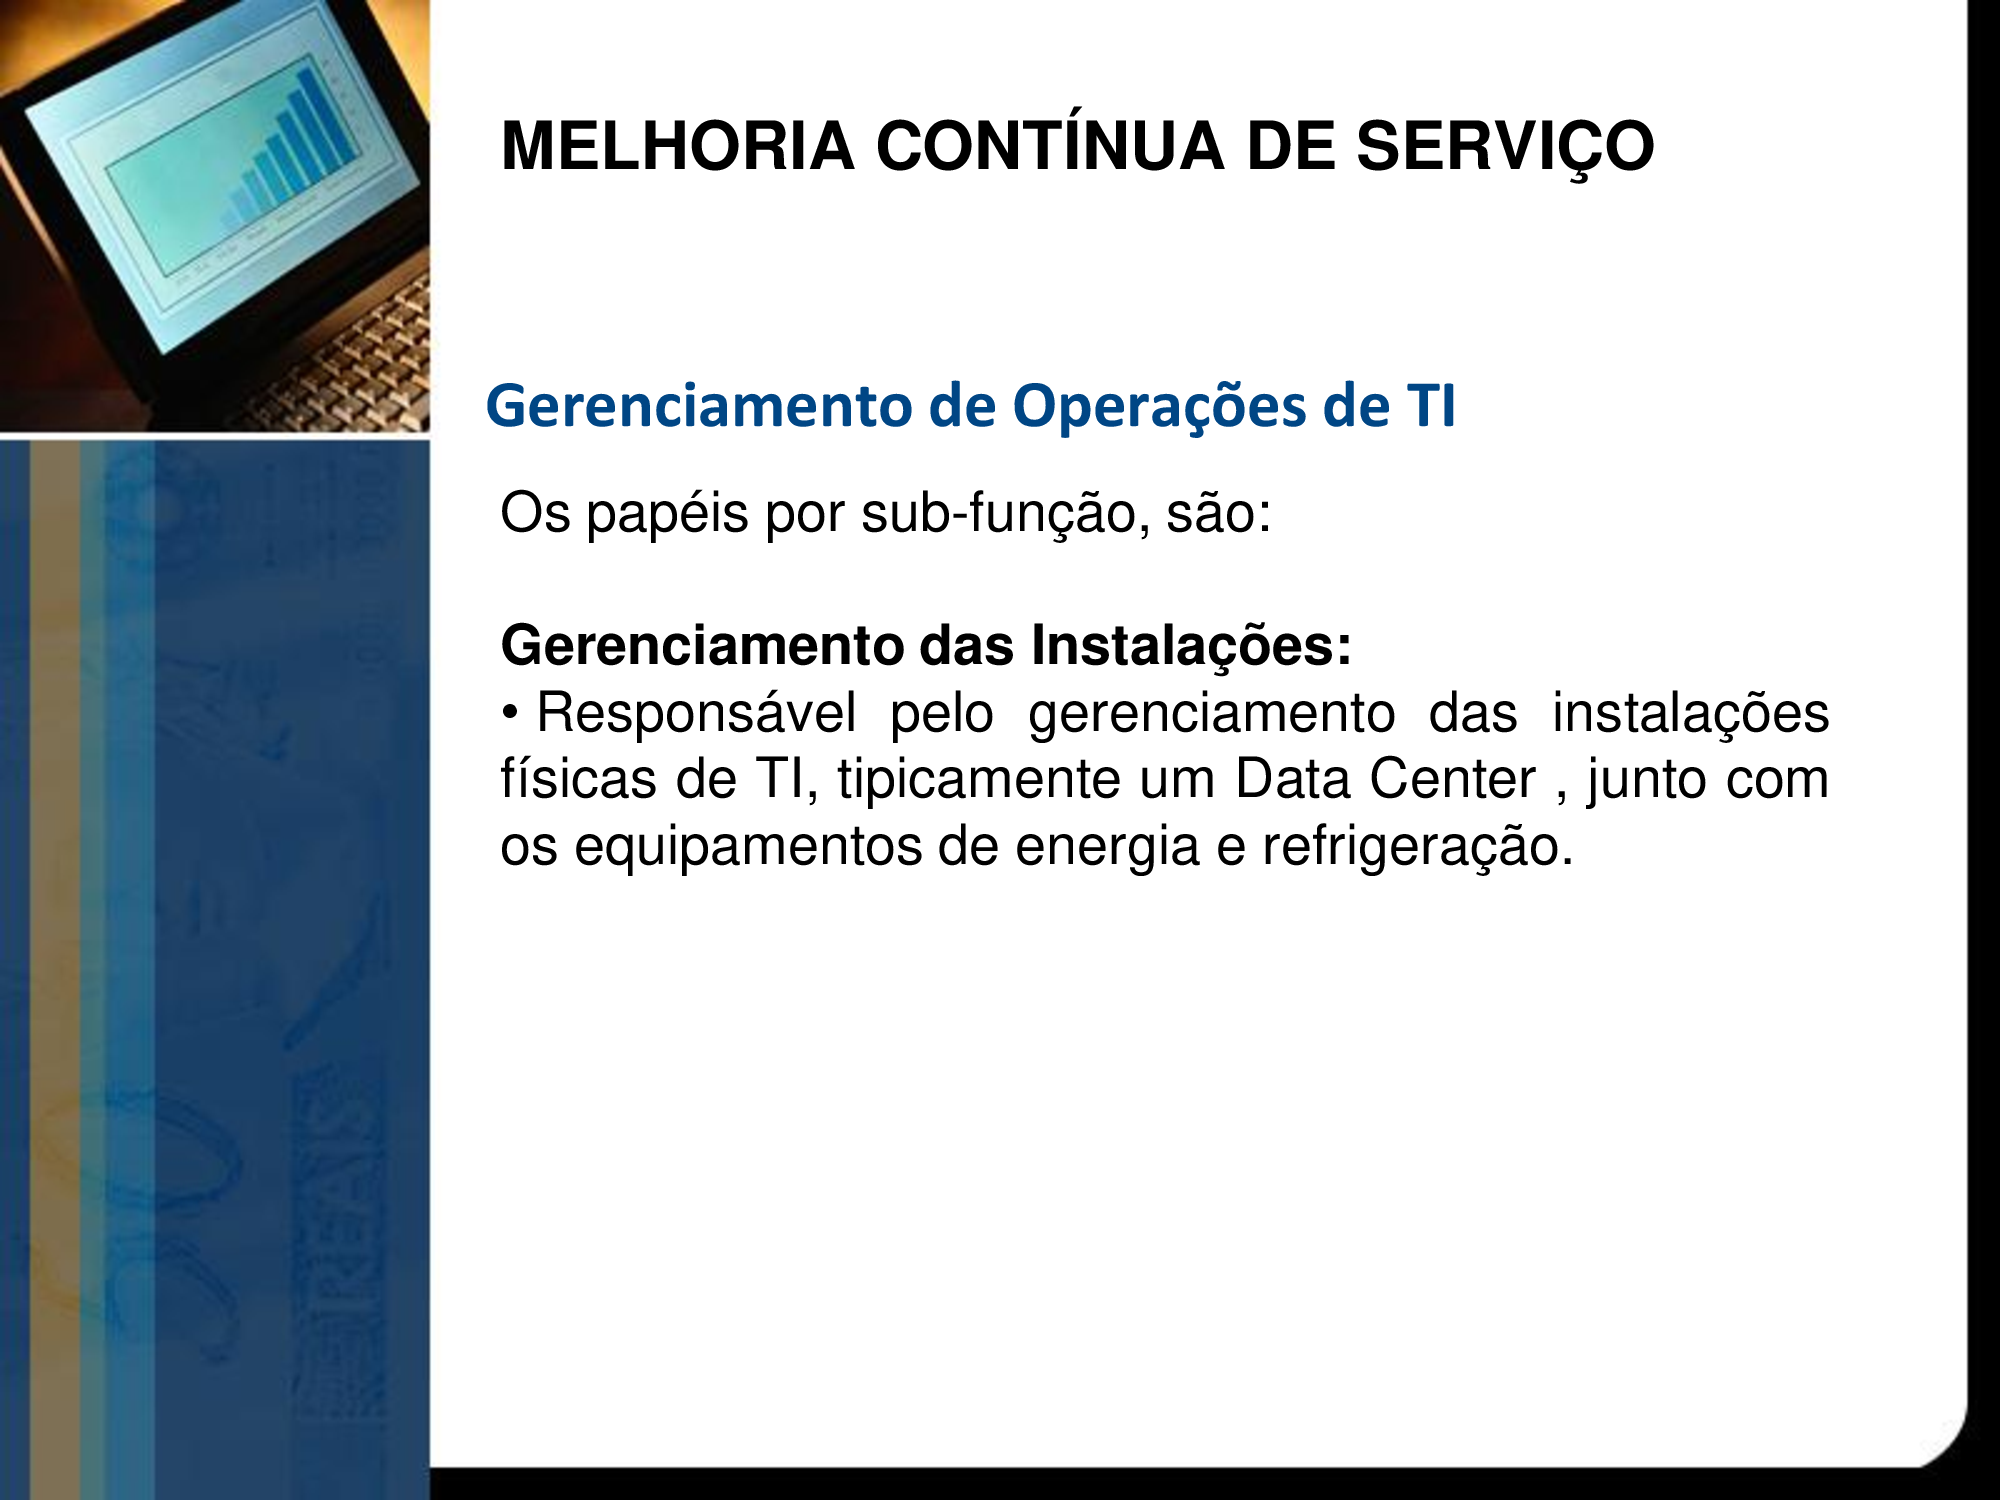 MELHORIA CONTÍNUA DE SERVIÇO
Gerenciamento de Operações de TI
Os papéis por sub-função, são:
Gerenciamento das Instalações:
• Responsável pelo gerenciamento das instalações
físicas de TI, tipicamente um Data Center , junto com
os equipamentos de energia e refrigeração.
REAIS